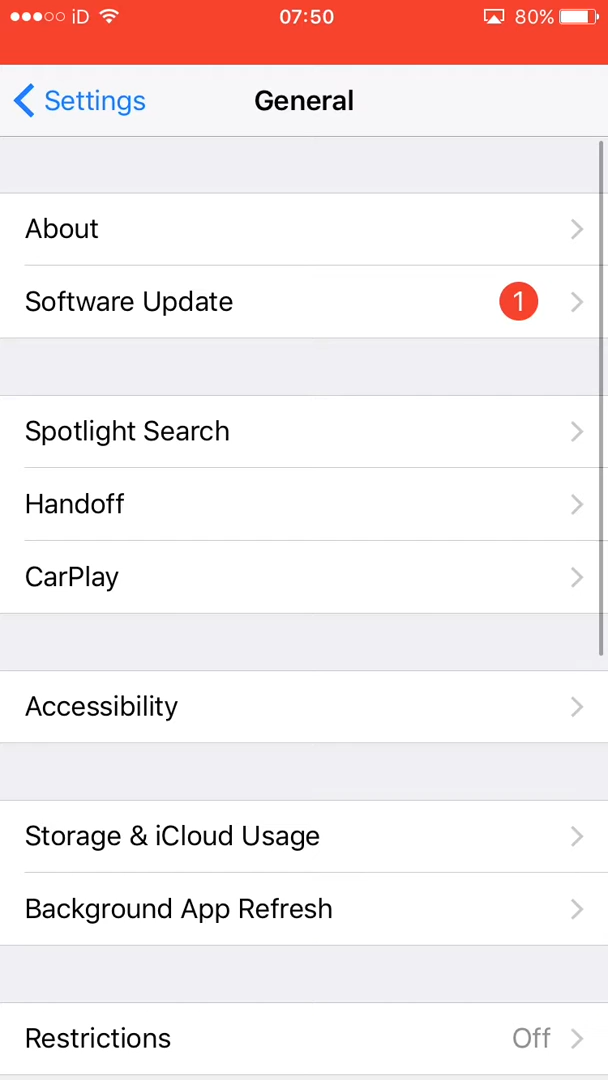 iD 07:50 80%
Settings General
About
Software Update 1
Spotlight Search
Handoff
CarPlay
Accessibility
Storage & iCloud Usage
Background App Refresh
Restrictions Off